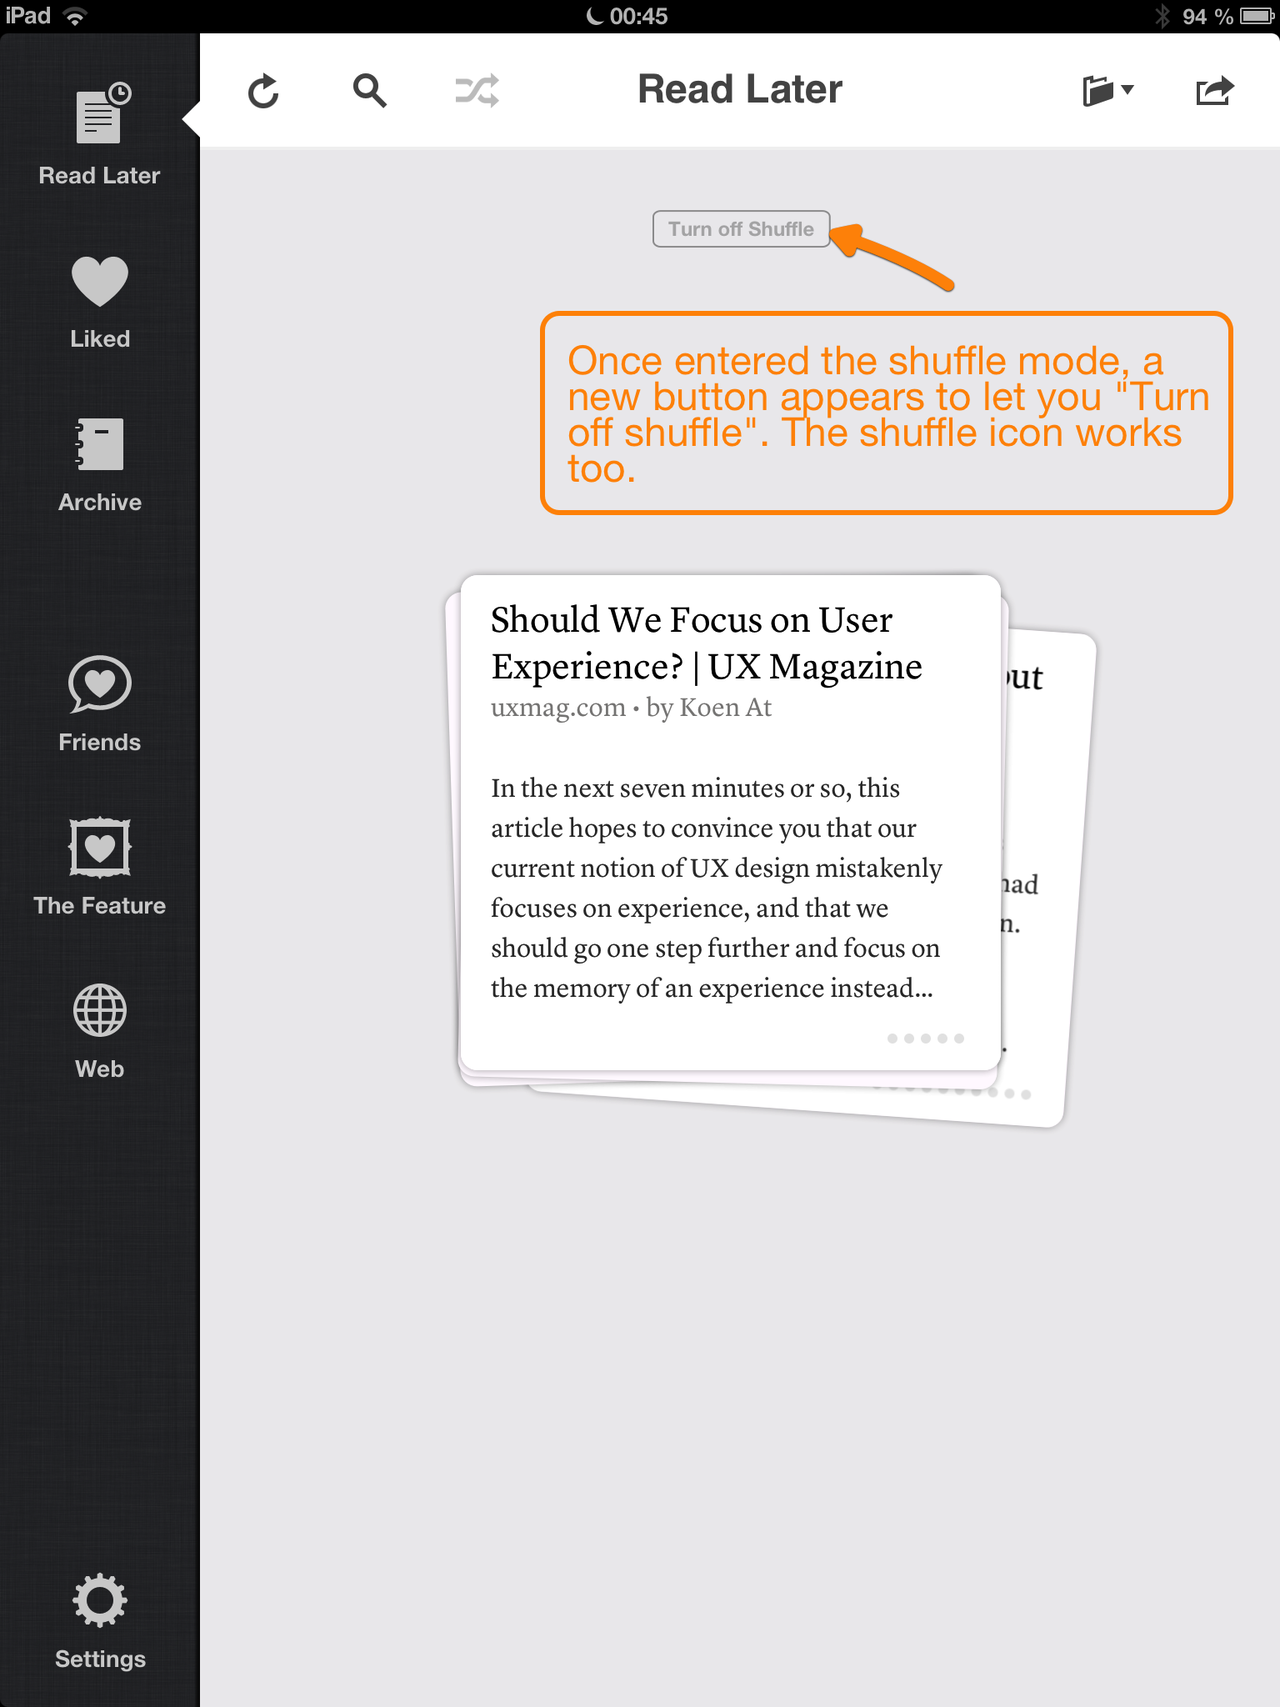 iPad
00:45
94 %
Read Later
Read Later
Liked
Archive
Friends
The Feature
Web
Settings
Turn off Shuffle
Once entered the shuffle mode, a
new button appears to let you "Turn
off shuffle". The shuffle icon works
too.
Should We Focus on User
Experience? | UX Magazine
uxmag.com • by Koen At
In the next seven minutes or so, this
article hopes to convince you that our
current notion of UX design mistakenly
focuses on experience, and that we
should go one step further and focus on
the memory of an experience instead...